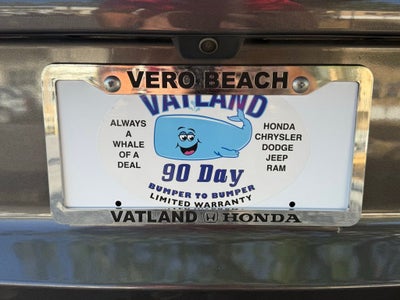 VERO BEACH
VATLAND
ALWAYS
A
WHALE
OF A
DEAL
HONDA
CHRYSLER
DODGE
JEEP
RAM
90 Day
BUMPER TO BUMPER
LIMITED WARRANTY
VATLAND HONDA